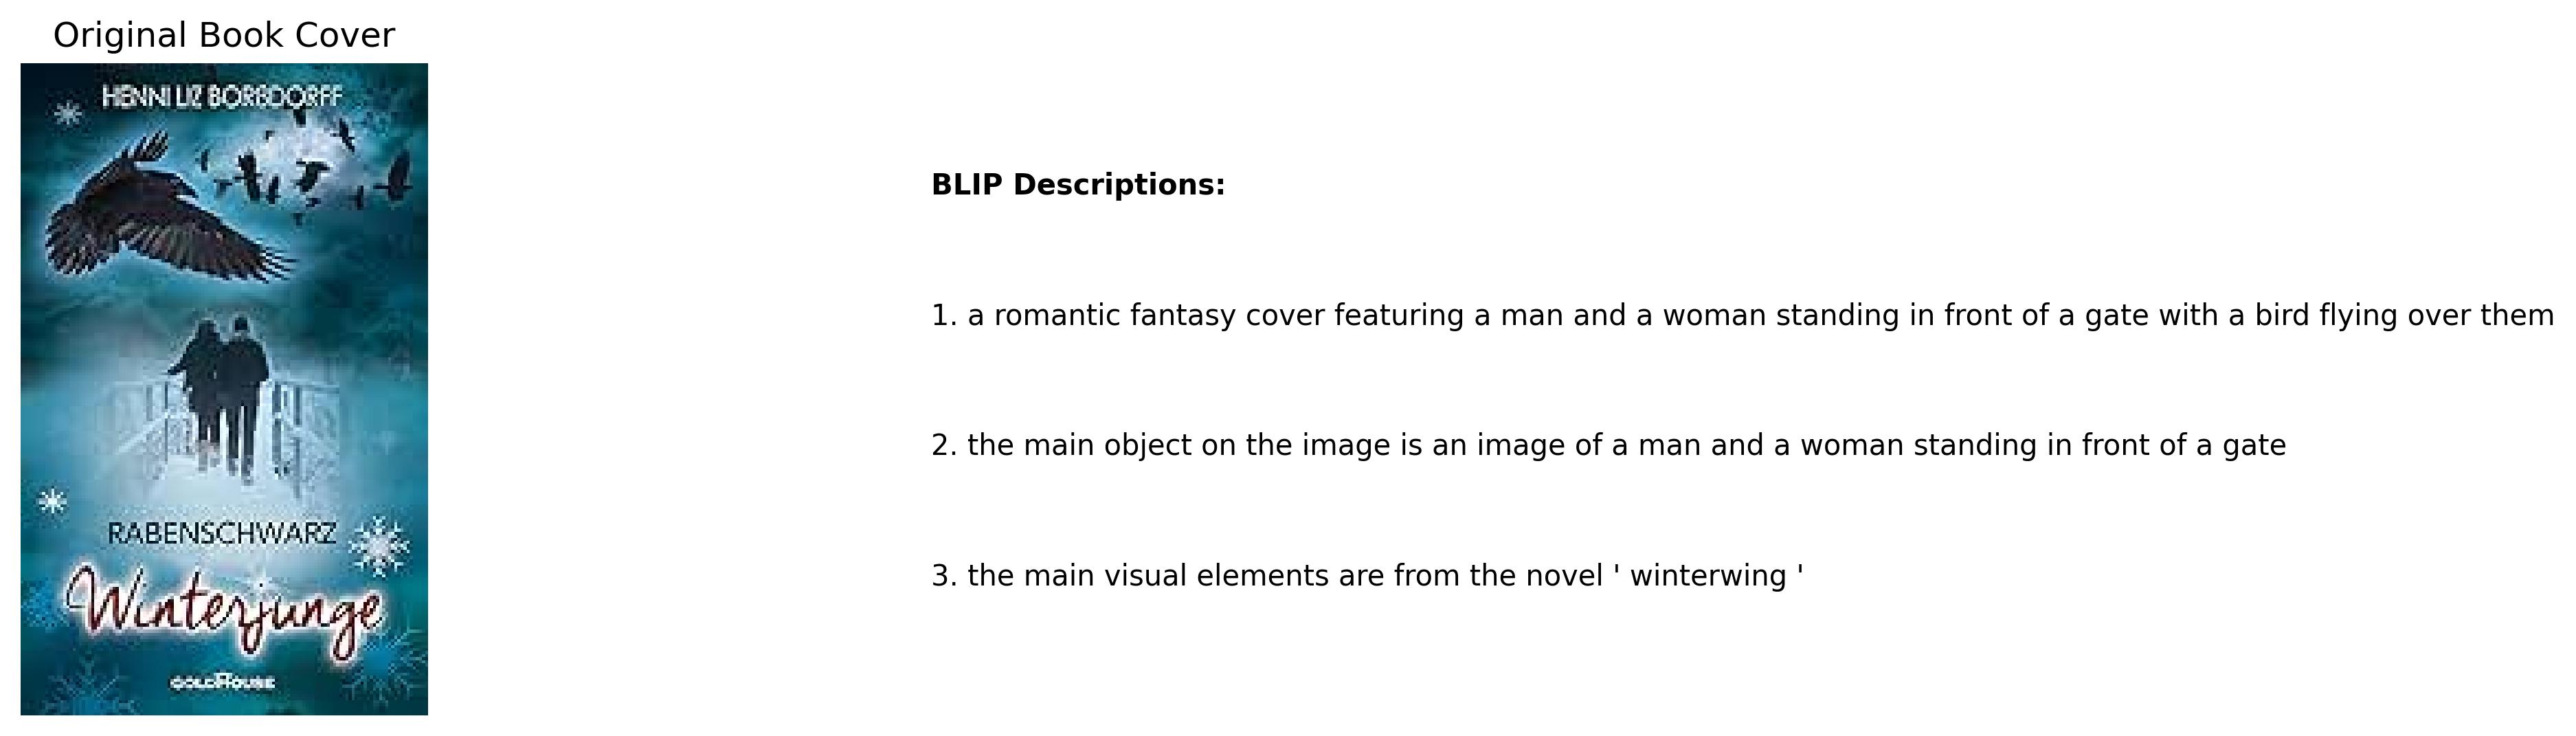 Original Book Cover
HENNI LIZ BORSDORFF
RABENSCHWARZ
Winterjunge
GOLDHOUSE
BLIP Descriptions:
1. a romantic fantasy cover featuring a man and a woman standing in front of a gate with a bird flying over them
2. the main object on the image is an image of a man and a woman standing in front of a gate
3. the main visual elements are from the novel ' winterwing '